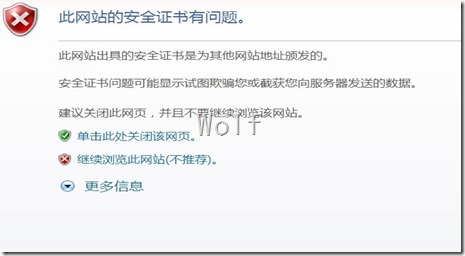 此网站的安全证书有问题。
此网站出具的安全证书是为其他网站地址颁发的。
安全证书问题可能显示试图欺骗您或截获您向服务器发送的数据。
建议关闭此网页，并且不要继续浏览该网站。
Wolf
单击此处关闭该网页。
继续浏览此网站(不推荐)。
更多信息